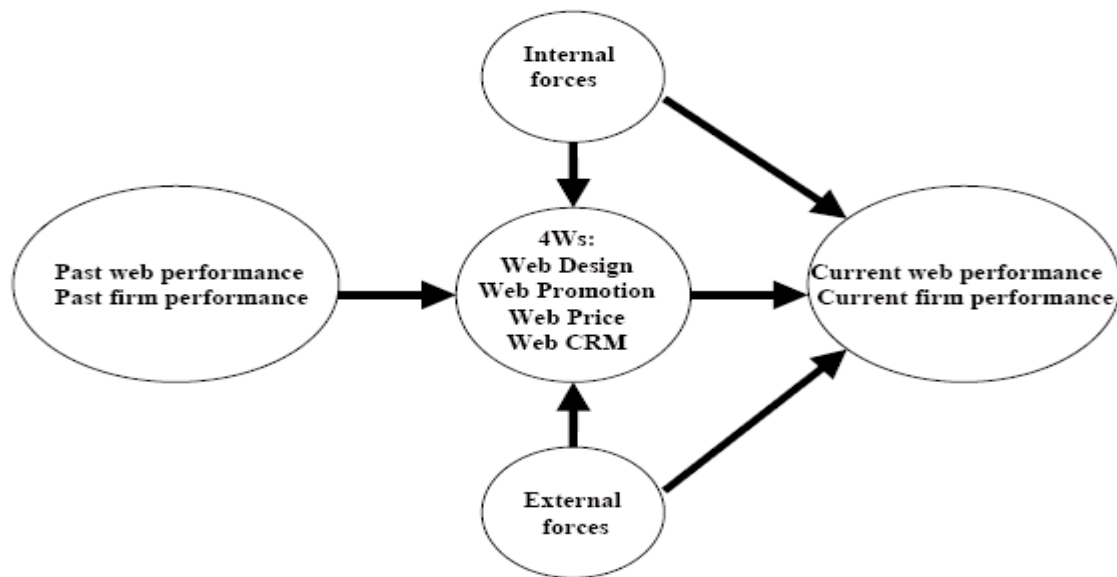 Internal
forces
Past web performance
Past firm performance
4Ws:
Web Design
Web Promotion
Web Price
Web CRM
Current web performance
Current firm performance
External
forces